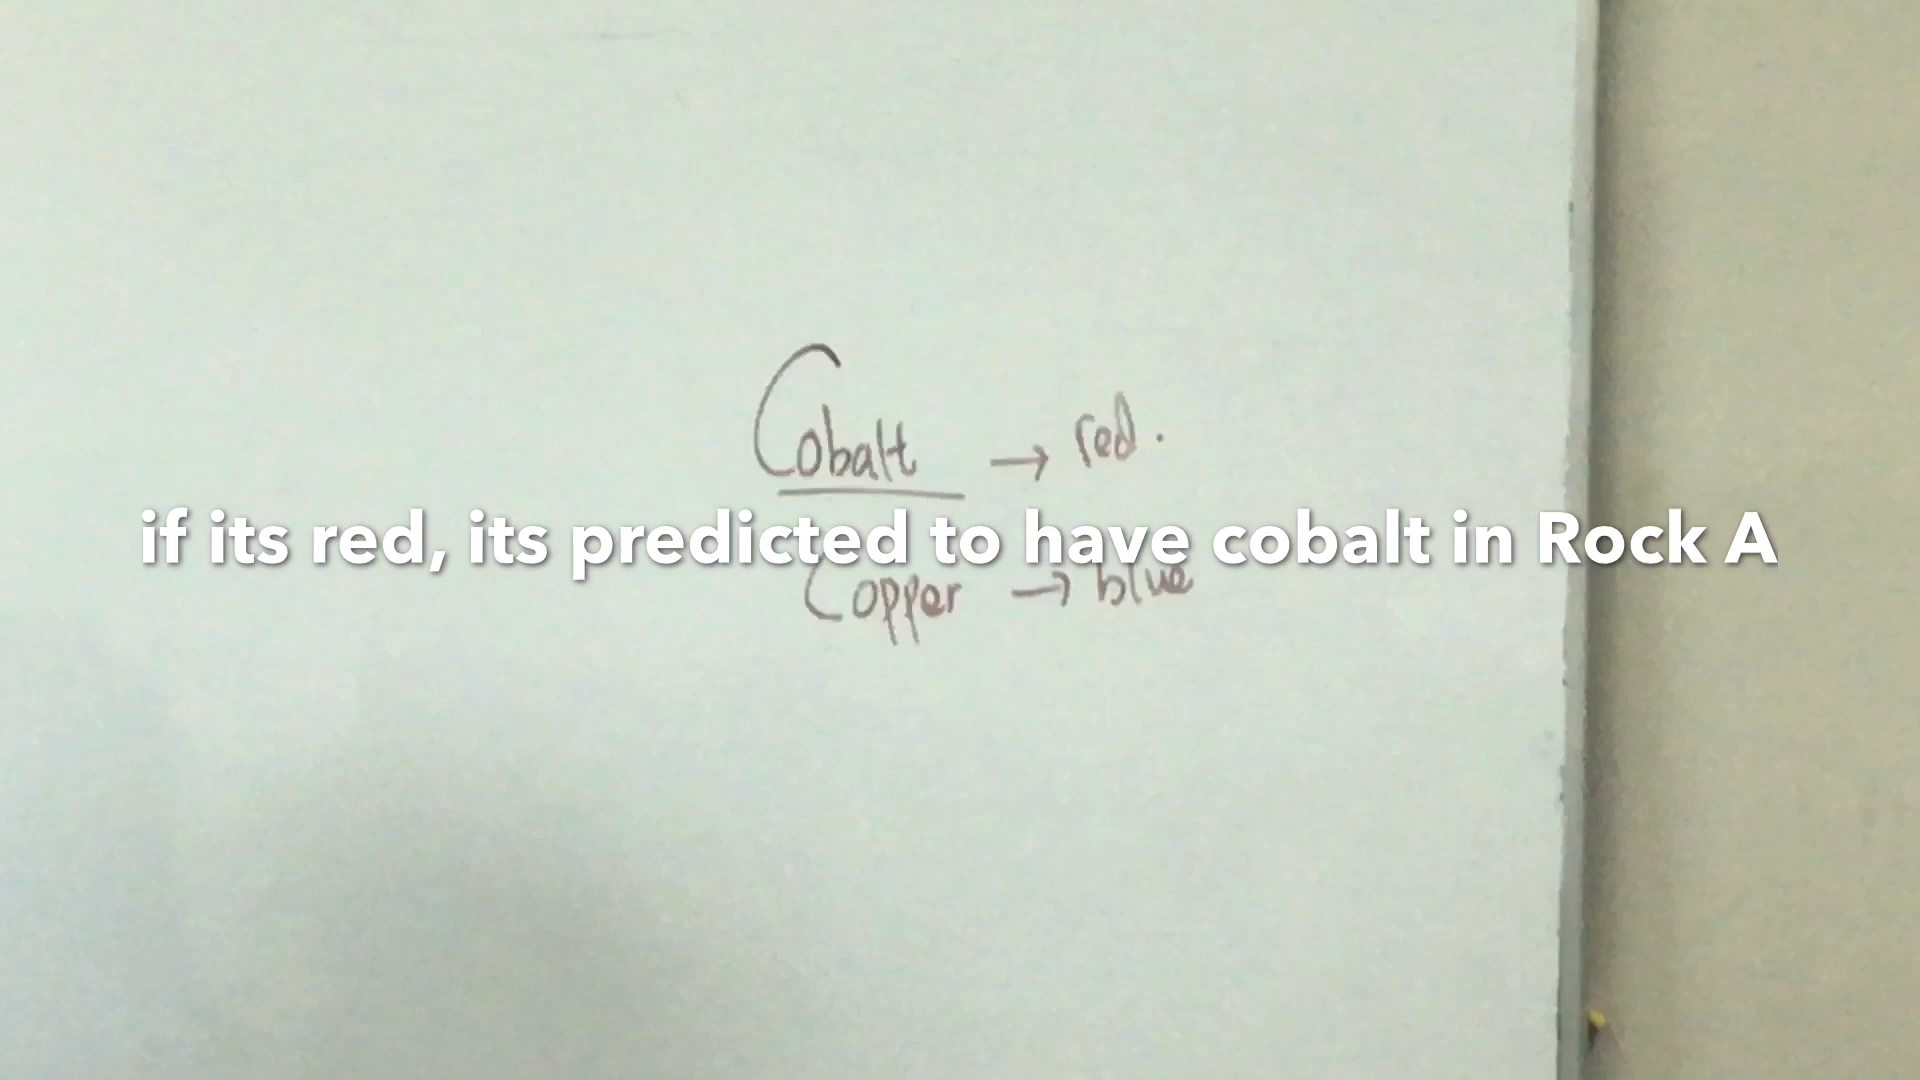 Cobalt → red.
if its red, its predicted to have cobalt in Rock A
Copper → blue